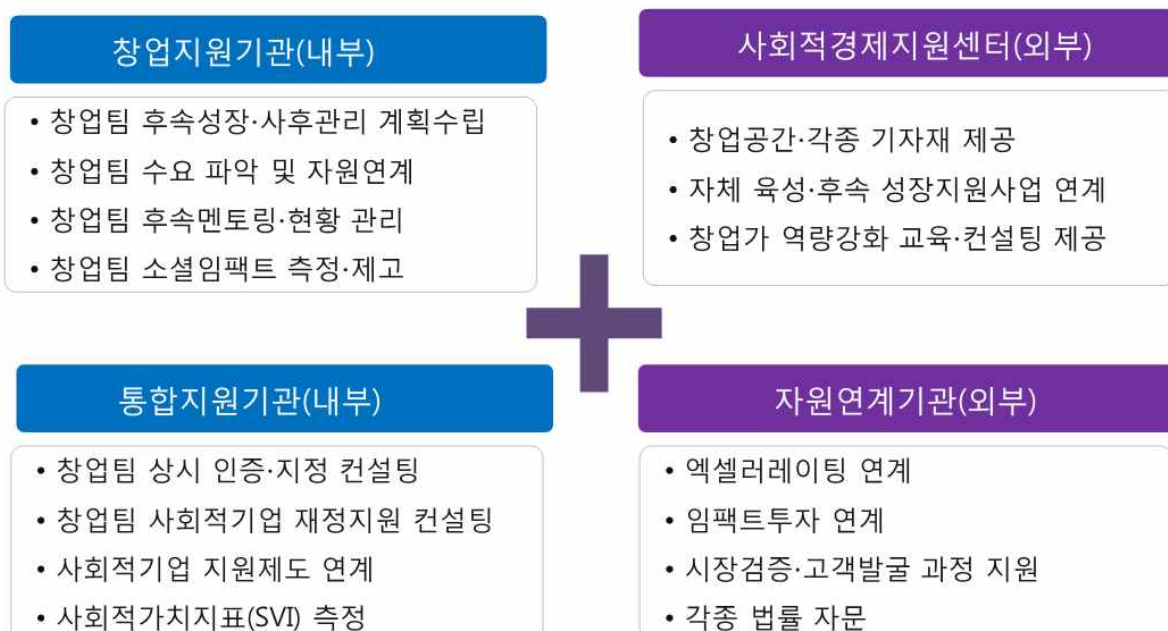 창업지원기관(내부)
• 창업팀 후속성장·사후관리 계획수립
• 창업팀 수요 파악 및 자원연계
• 창업팀 후속멘토링·현황 관리
• 창업팀 소셜임팩트 측정·제고
사회적경제지원센터(외부)
• 창업공간·각종 기자재 제공
• 자체 육성·후속 성장지원사업 연계
• 창업가 역량강화 교육·컨설팅 제공
통합지원기관(내부)
• 창업팀 상시 인증·지정 컨설팅
• 창업팀 사회적기업 재정지원 컨설팅
• 사회적기업 지원제도 연계
• 사회적가치지표(SVI) 측정
자원연계기관(외부)
• 엑셀러레이팅 연계
• 임팩트투자 연계
• 시장검증·고객발굴 과정 지원
• 각종 법률 자문